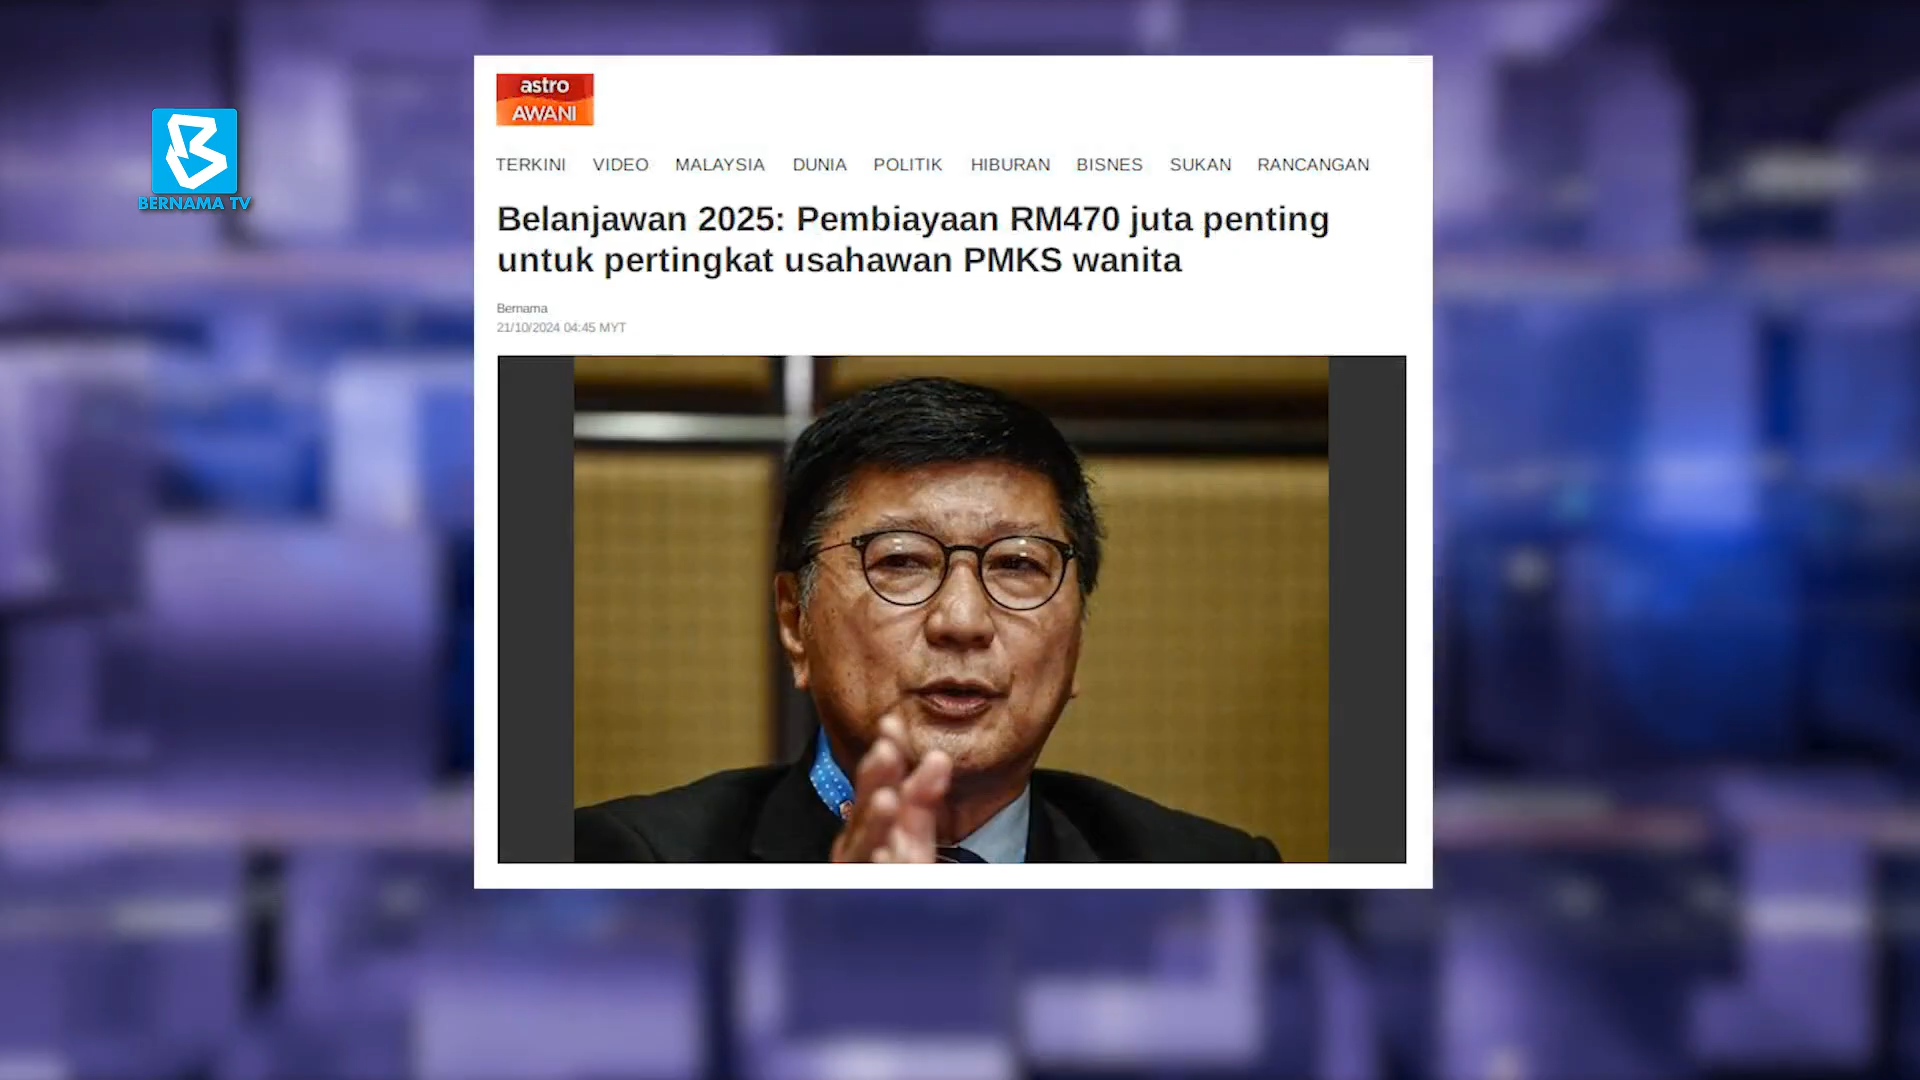 BERNAMA TV
astro
AWANI
TERKINI VIDEO MALAYSIA DUNIA POLITIK HIBURAN BISNES SUKAN RANCANGAN
Belanjawan 2025: Pembiayaan RM470 juta penting
untuk pertingkat usahawan PMKS wanita
Bernama
21/10/2024 04:45 MYT